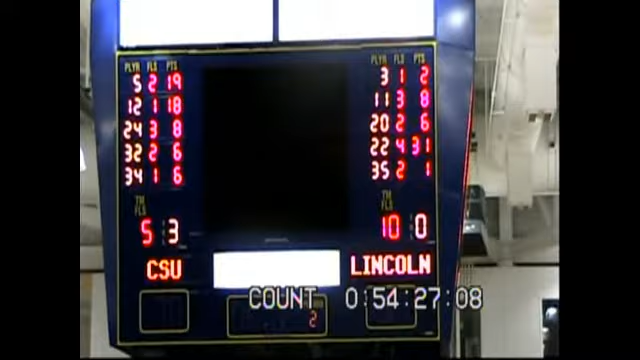 PLYR FLS PTS PLYR FLS PTS
5 2 19 3 1 2
12 1 18 11 3 8
24 3 8 20 2 6
32 2 6 22 4 31
34 1 6 35 2 1
TM FLS TM FLS
5 3 10 0
CSU LINCOLN
COUNT 0:54:27:08
2